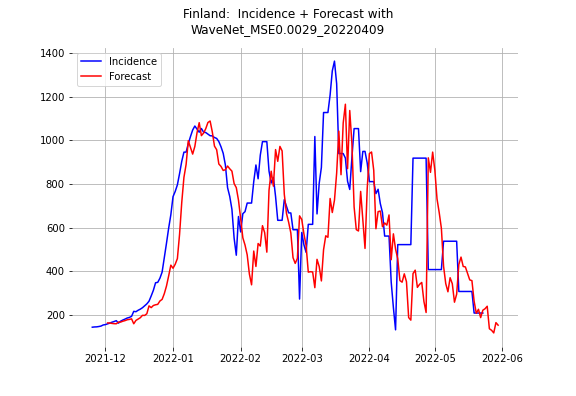 Finland:  Incidence + Forecast with
WaveNet_MSE0.0029_20220409
Incidence
Forecast
1400
1200
1000
800
600
400
200
2021-12 2022-01 2022-02 2022-03 2022-04 2022-05 2022-06